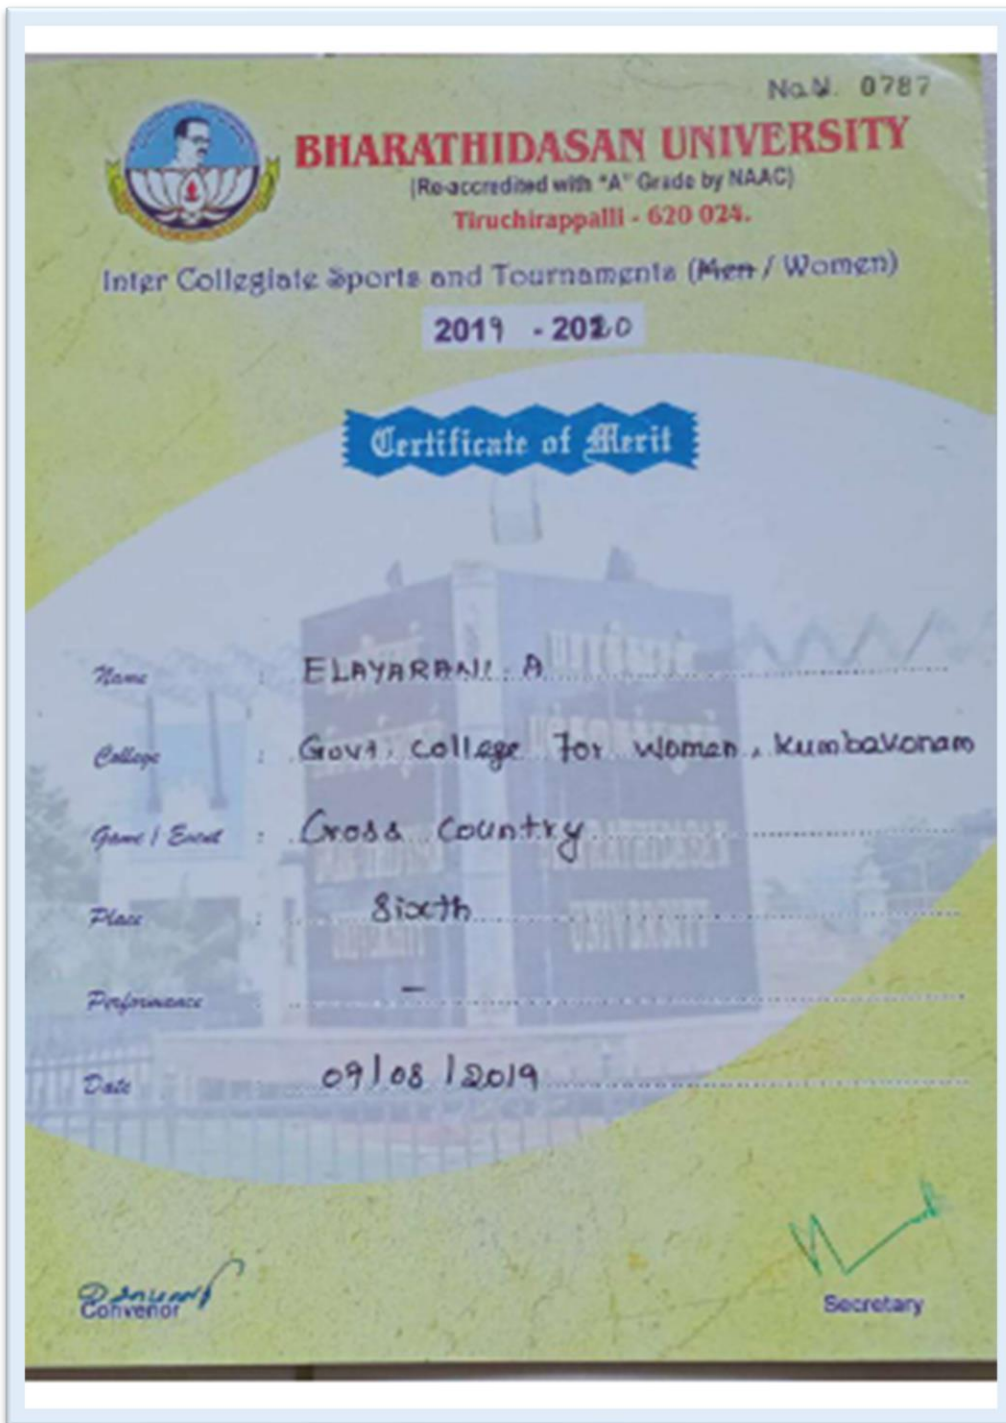 No.N. 0787
BHARATHIDASAN UNIVERSITY
(Re-accredited with "A" Grade by NAAC)
Tiruchirappalli - 620 024.
Inter Collegiate Sports and Tournaments (Men / Women)
2019 - 2020
Certificate of Merit
Name : ELAYARANI. A
College : Govt. College for Women, Kumbakonam
Game / Event : Cross Country
Place : Sixth
Performance : –
Date : 09/08/2019
Convenor
Secretary